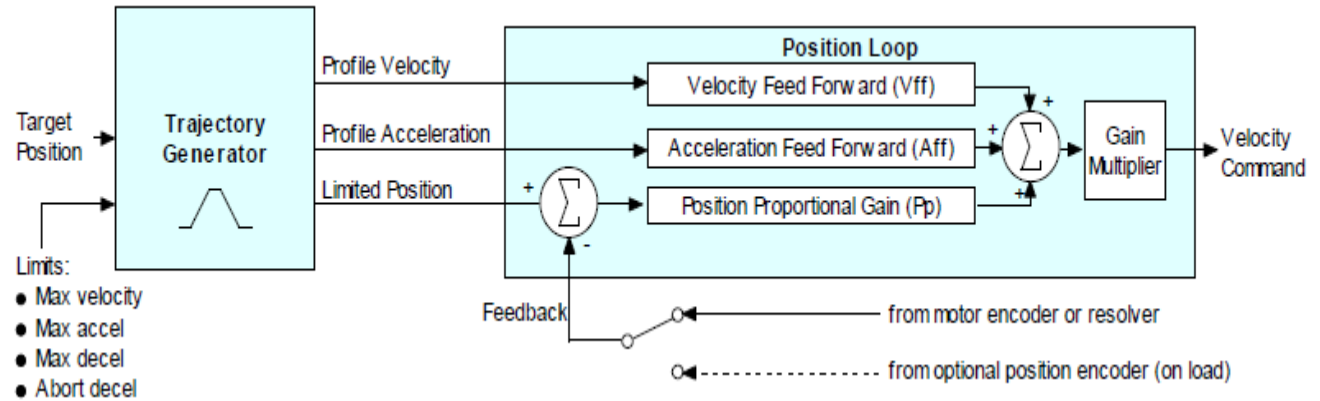 Position Loop
Profile Velocity
Velocity Feed Forward (Vff)
+
Target
Position
Trajectory
Generator
Profile Acceleration
+
Acceleration Feed Forward (Aff)
Gain
Multiplier
Velocity
Command
Limited Position
+
Σ
Position Proportional Gain (Pp)
+
Σ
-
Limits:
● Max velocity
● Max accel
● Max decel
● Abort decel
Feedback
from motor encoder or resolver
from optional position encoder (on load)